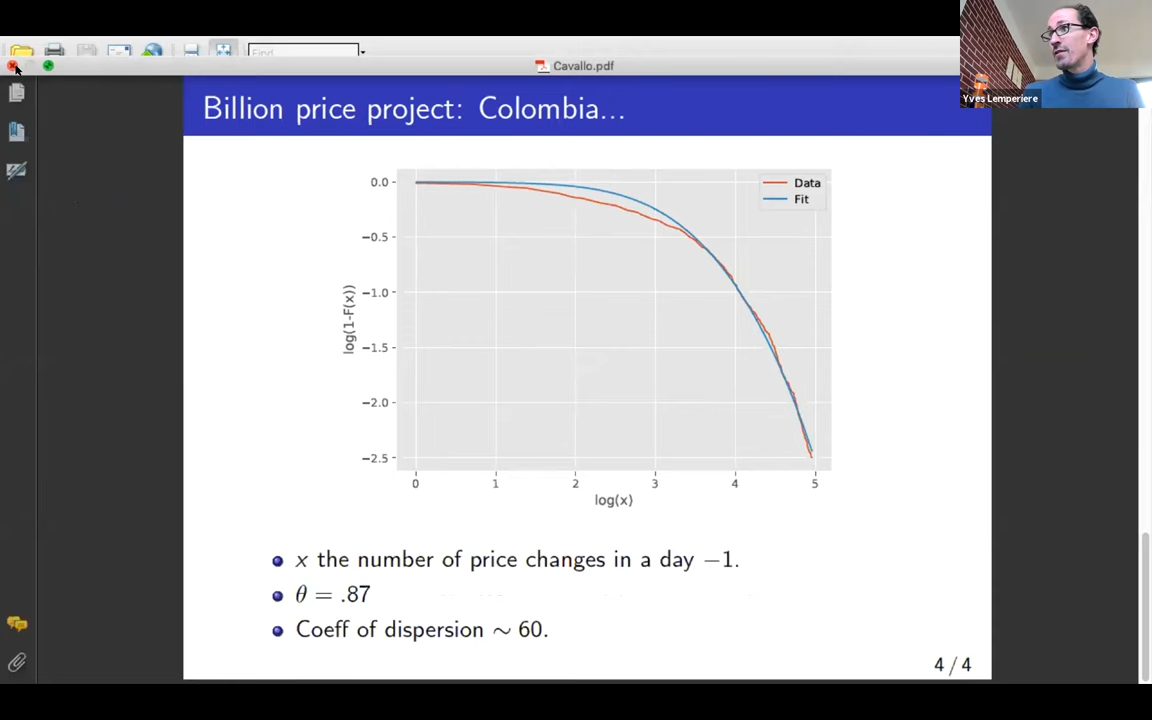 Find
Cavallo.pdf
Yves Lemperiere
Billion price project: Colombia...
Data
Fit
0.0
−0.5
−1.0
−1.5
−2.0
−2.5
log(1-F(x))
0 1 2 3 4 5
log(x)
x the number of price changes in a day −1.
θ = .87
Coeff of dispersion ∼ 60.
4 / 4